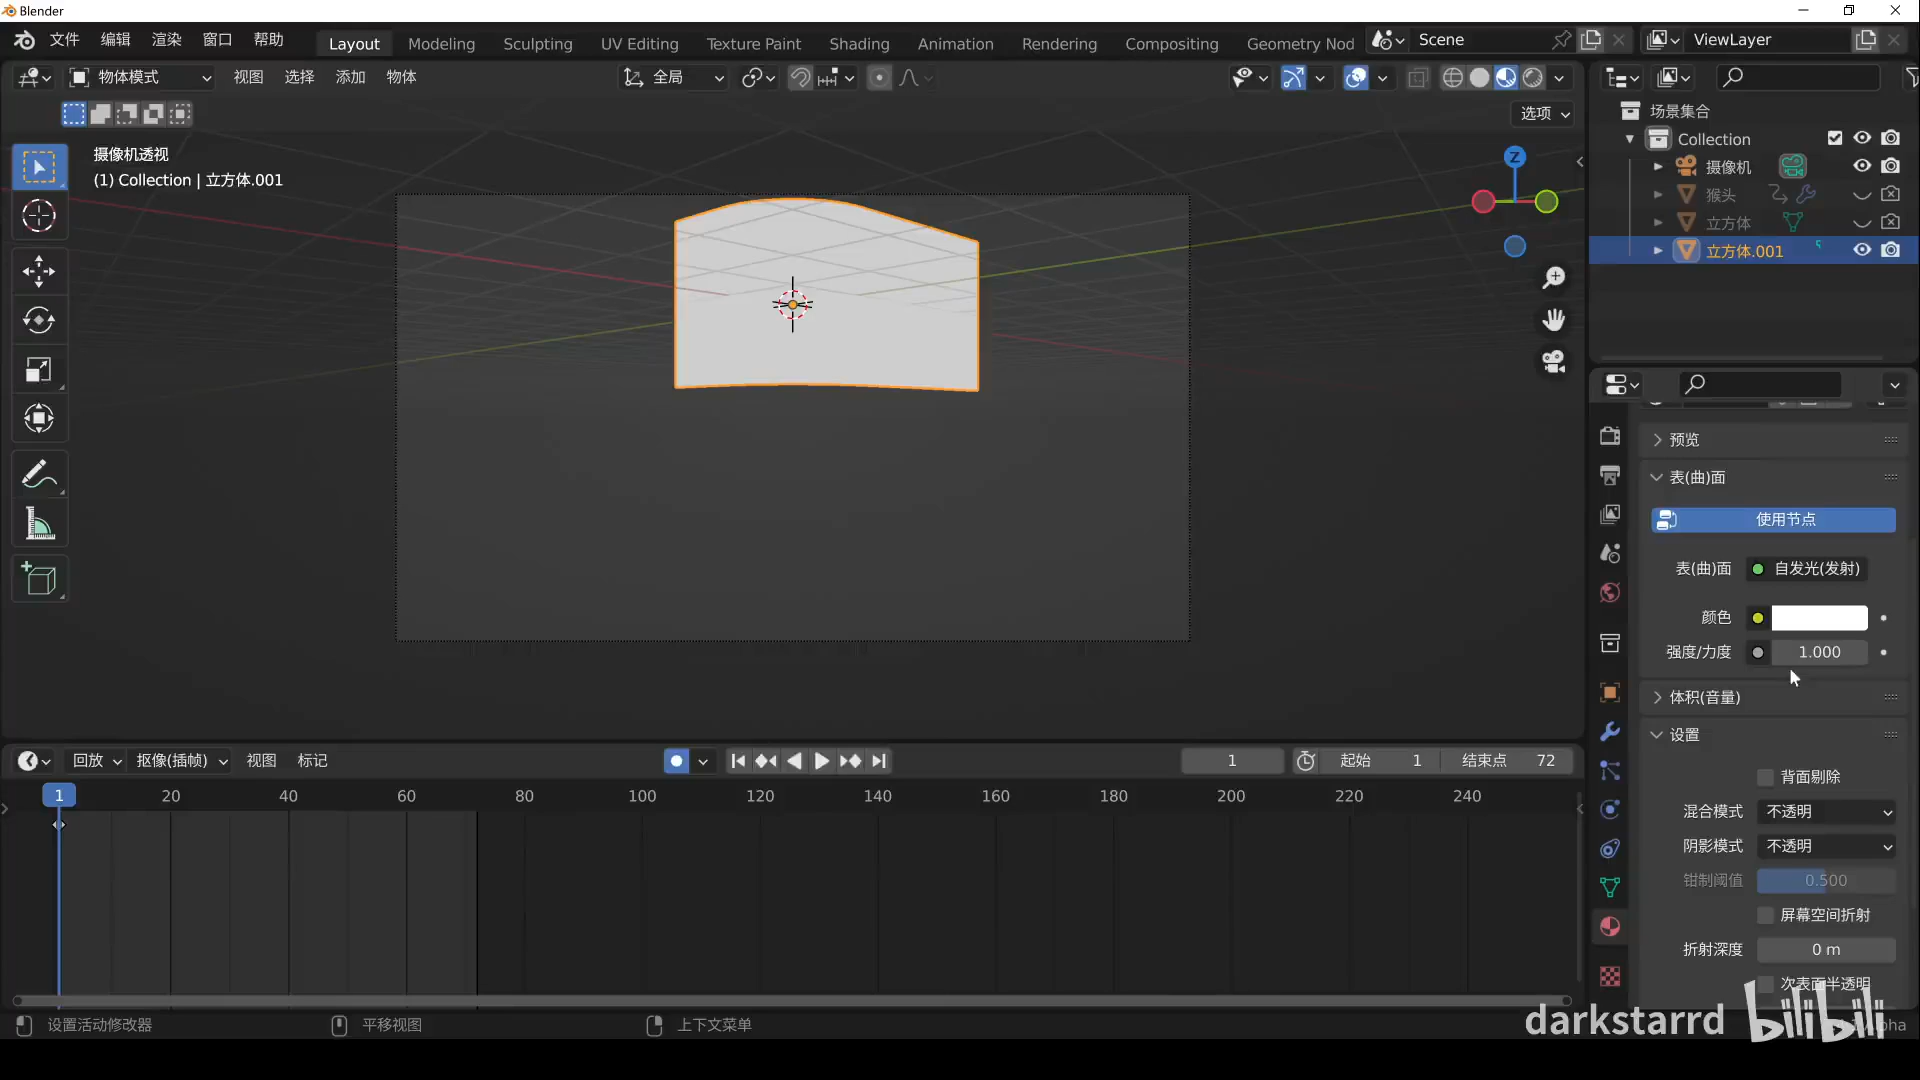 Blender
文件 编辑 渲染 窗口 帮助 Layout Modeling Sculpting UV Editing Texture Paint Shading Animation Rendering Compositing Geometry Nod Scene ViewLayer
物体模式 视图 选择 添加 物体 全局
选项
摄像机透视
(1) Collection | 立方体.001
Z
场景集合
Collection
摄像机
猴头
立方体
立方体.001
预览
表(曲)面
使用节点
表(曲)面 自发光(发射)
颜色
强度/力度 1.000
体积(音量)
设置
背面剔除
混合模式 不透明
阴影模式 不透明
钳制阈值 0.500
屏幕空间折射
折射深度 0 m
次表面半透明
回放 抠像(插帧) 视图 标记 1 起始 1 结束点 72
1 20 40 60 80 100 120 140 160 180 200 220 240
设置活动修改器 平移视图 上下文菜单
darkstarrd bilibili